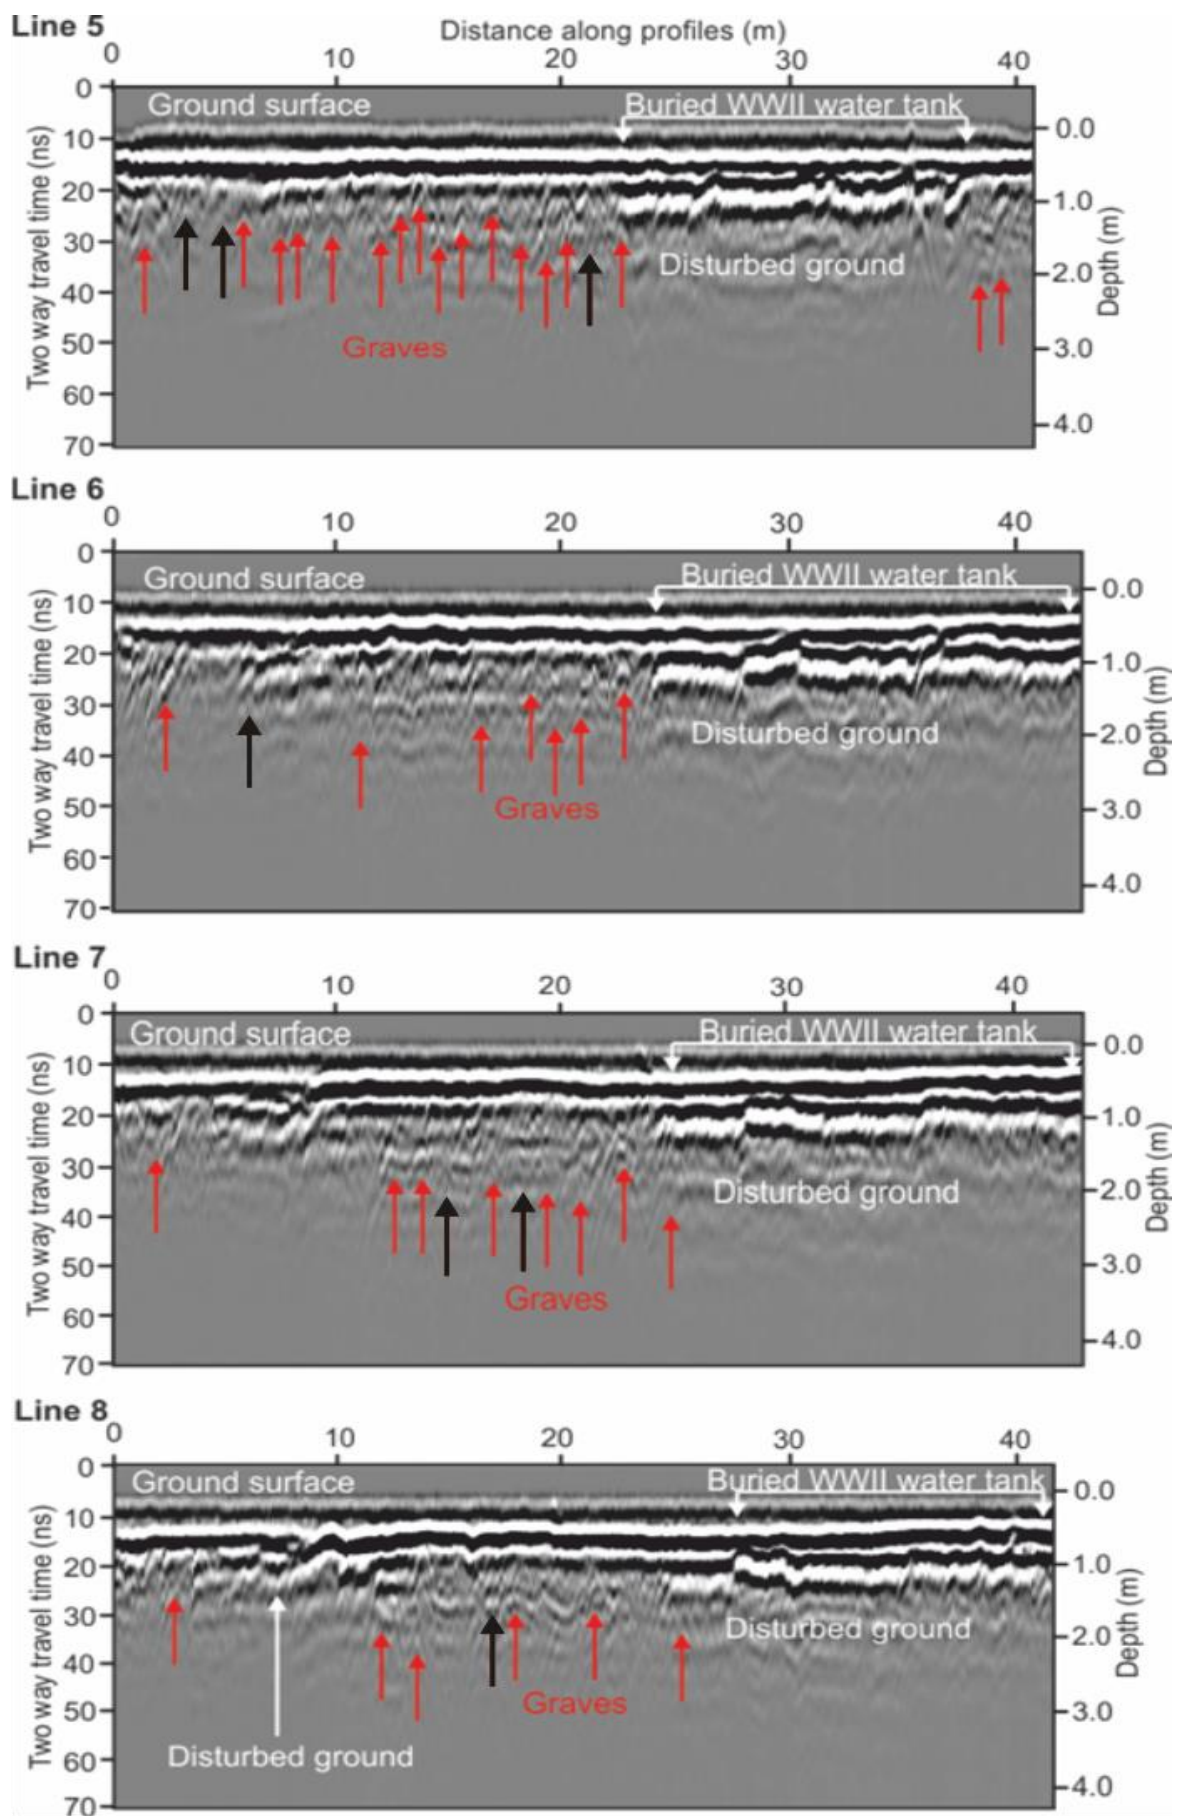 Line 5
Distance along profiles (m)
0 10 20 30 40
Two way travel time (ns)
0
10
20
30
40
50
60
70
Ground surface
Buried WWII water tank
Disturbed ground
Graves
0.0
1.0
2.0
3.0
4.0
Depth (m)
Line 6
0 10 20 30 40
Two way travel time (ns)
0
10
20
30
40
50
60
70
Ground surface
Buried WWII water tank
Disturbed ground
Graves
0.0
1.0
2.0
3.0
4.0
Depth (m)
Line 7
0 10 20 30 40
Two way travel time (ns)
0
10
20
30
40
50
60
70
Ground surface
Buried WWII water tank
Disturbed ground
Graves
0.0
1.0
2.0
3.0
4.0
Depth (m)
Line 8
0 10 20 30 40
Two way travel time (ns)
0
10
20
30
40
50
60
70
Ground surface
Buried WWII water tank
Disturbed ground
Graves
Disturbed ground
0.0
1.0
2.0
3.0
4.0
Depth (m)